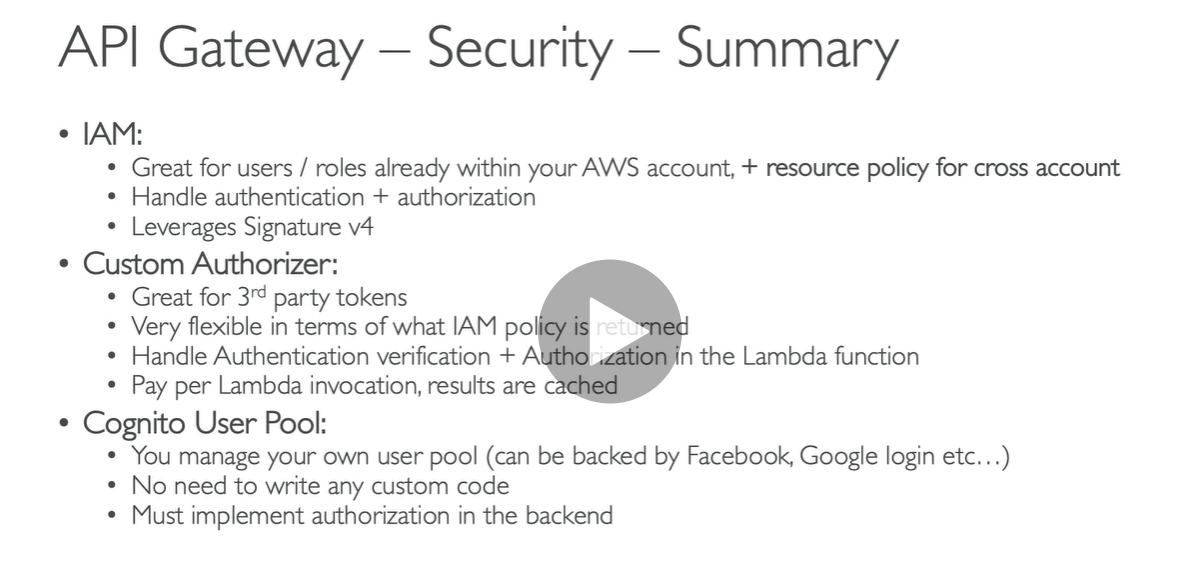 API Gateway – Security – Summary
• IAM:
• Great for users / roles already within your AWS account, + resource policy for cross account
• Handle authentication + authorization
• Leverages Signature v4
• Custom Authorizer:
• Great for 3rd party tokens
• Very flexible in terms of what IAM policy is returned
• Handle Authentication verification + Authorization in the Lambda function
• Pay per Lambda invocation, results are cached
• Cognito User Pool:
• You manage your own user pool (can be backed by Facebook, Google login etc…)
• No need to write any custom code
• Must implement authorization in the backend